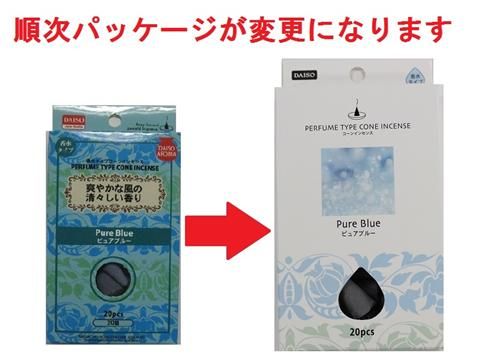 順次パッケージが変更になります
DAISO
香水
タイプ
DAISO
AROMA
香水タイプコーンインセンス
PERFUME TYPE CONE INCENSE
爽やかな風の
清々しい香り
Pure Blue
ピュアブルー
20pcs
20個
DAISO
香水
タイプ
PERFUME TYPE CONE INCENSE
コーンインセンス
Pure Blue
ピュアブルー
20pcs